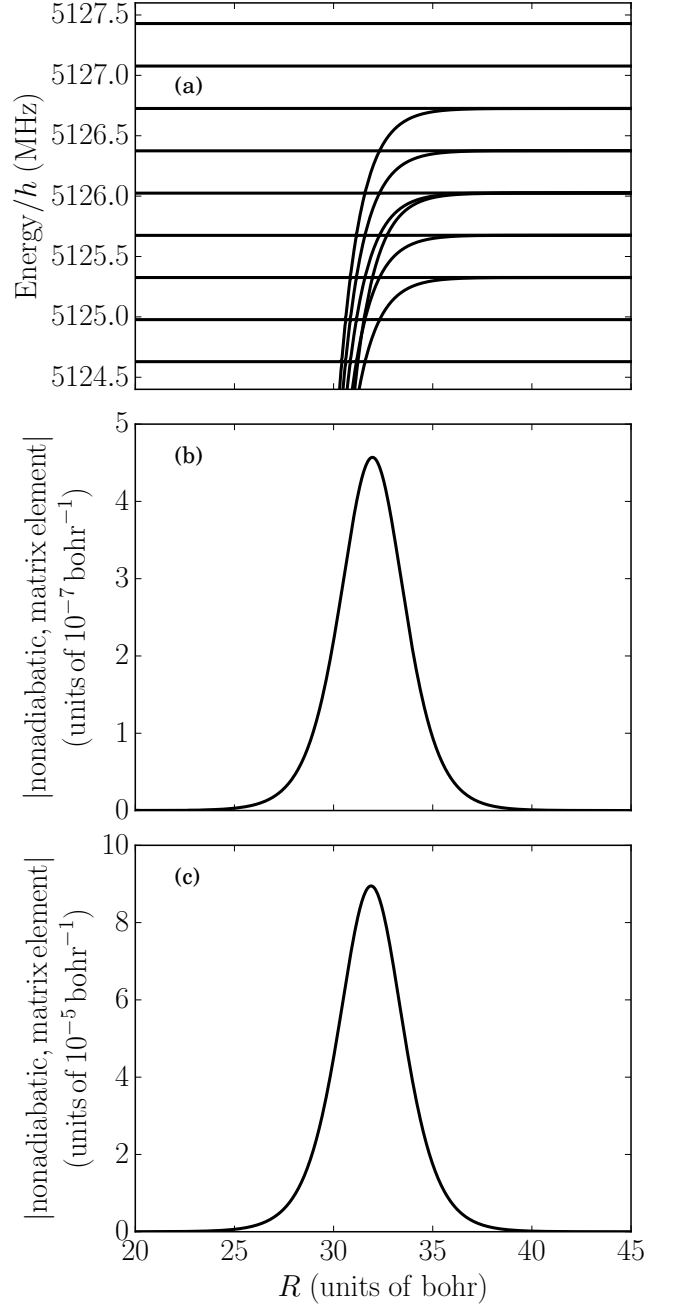 5127.5
5127.0
5126.5
5126.0
5125.5
5125.0
5124.5
Energy/h (MHz)
(a)
5
4
3
2
1
0
|nonadiabatic, matrix element|
(units of 10⁻⁷ bohr⁻¹)
(b)
10
8
6
4
2
0
|nonadiabatic, matrix element|
(units of 10⁻⁵ bohr⁻¹)
(c)
20 25 30 35 40 45
R (units of bohr)